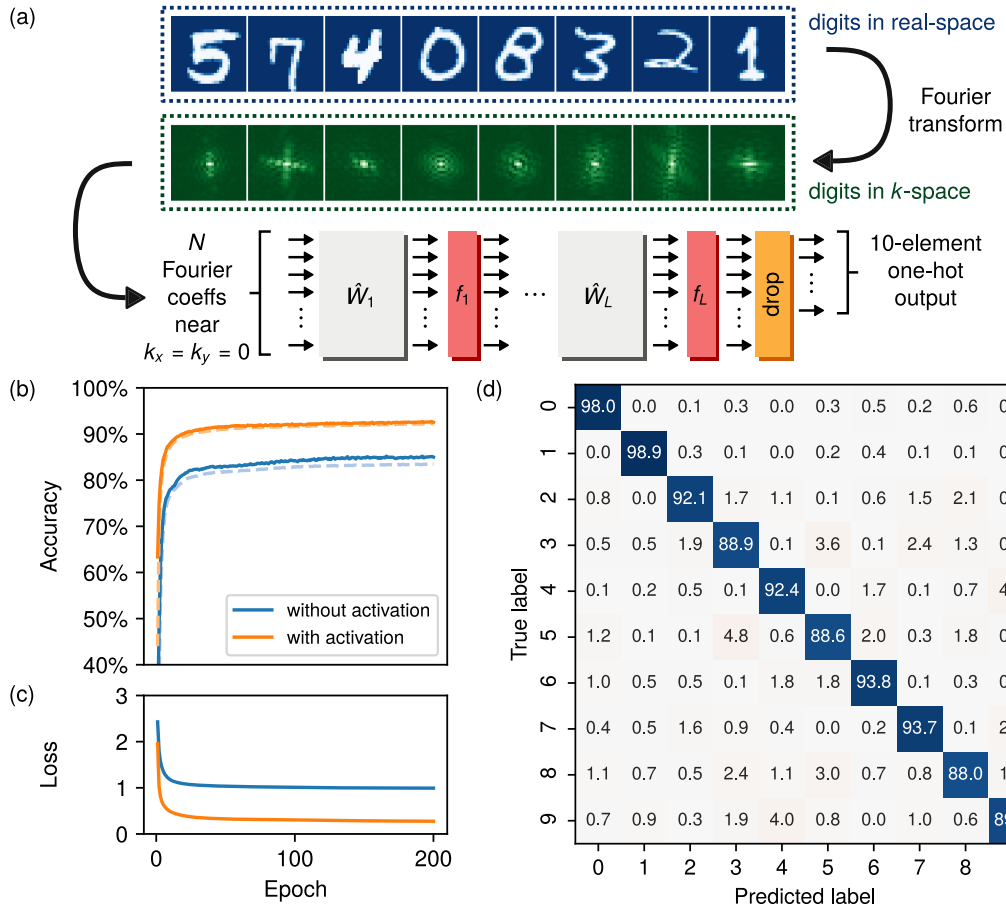 (a)
5 7 4 0 8 3 2 1
digits in real-space
Fourier
transform
digits in k-space
N
Fourier
coeffs
near
kₓ = k_y = 0
Ŵ₁
f₁
...
Ŵ_L
f_L
drop
10-element
one-hot
output
(b)
100%
90%
80%
70%
60%
50%
40%
Accuracy
without activation
with activation
(c)
3
2
1
0
Loss
0 100 200
Epoch
(d)
True label
0 98.0 0.0 0.1 0.3 0.0 0.3 0.5 0.2 0.6
1 0.0 98.9 0.3 0.1 0.0 0.2 0.4 0.1 0.1
2 0.8 0.0 92.1 1.7 1.1 0.1 0.6 1.5 2.1
3 0.5 0.5 1.9 88.9 0.1 3.6 0.1 2.4 1.3
4 0.1 0.2 0.5 0.1 92.4 0.0 1.7 0.1 0.7
5 1.2 0.1 0.1 4.8 0.6 88.6 2.0 0.3 1.8
6 1.0 0.5 0.5 0.1 1.8 1.8 93.8 0.1 0.3
7 0.4 0.5 1.6 0.9 0.4 0.0 0.2 93.7 0.1
8 1.1 0.7 0.5 2.4 1.1 3.0 0.7 0.8 88.0
9 0.7 0.9 0.3 1.9 4.0 0.8 0.0 1.0 0.6
0 1 2 3 4 5 6 7 8
Predicted label